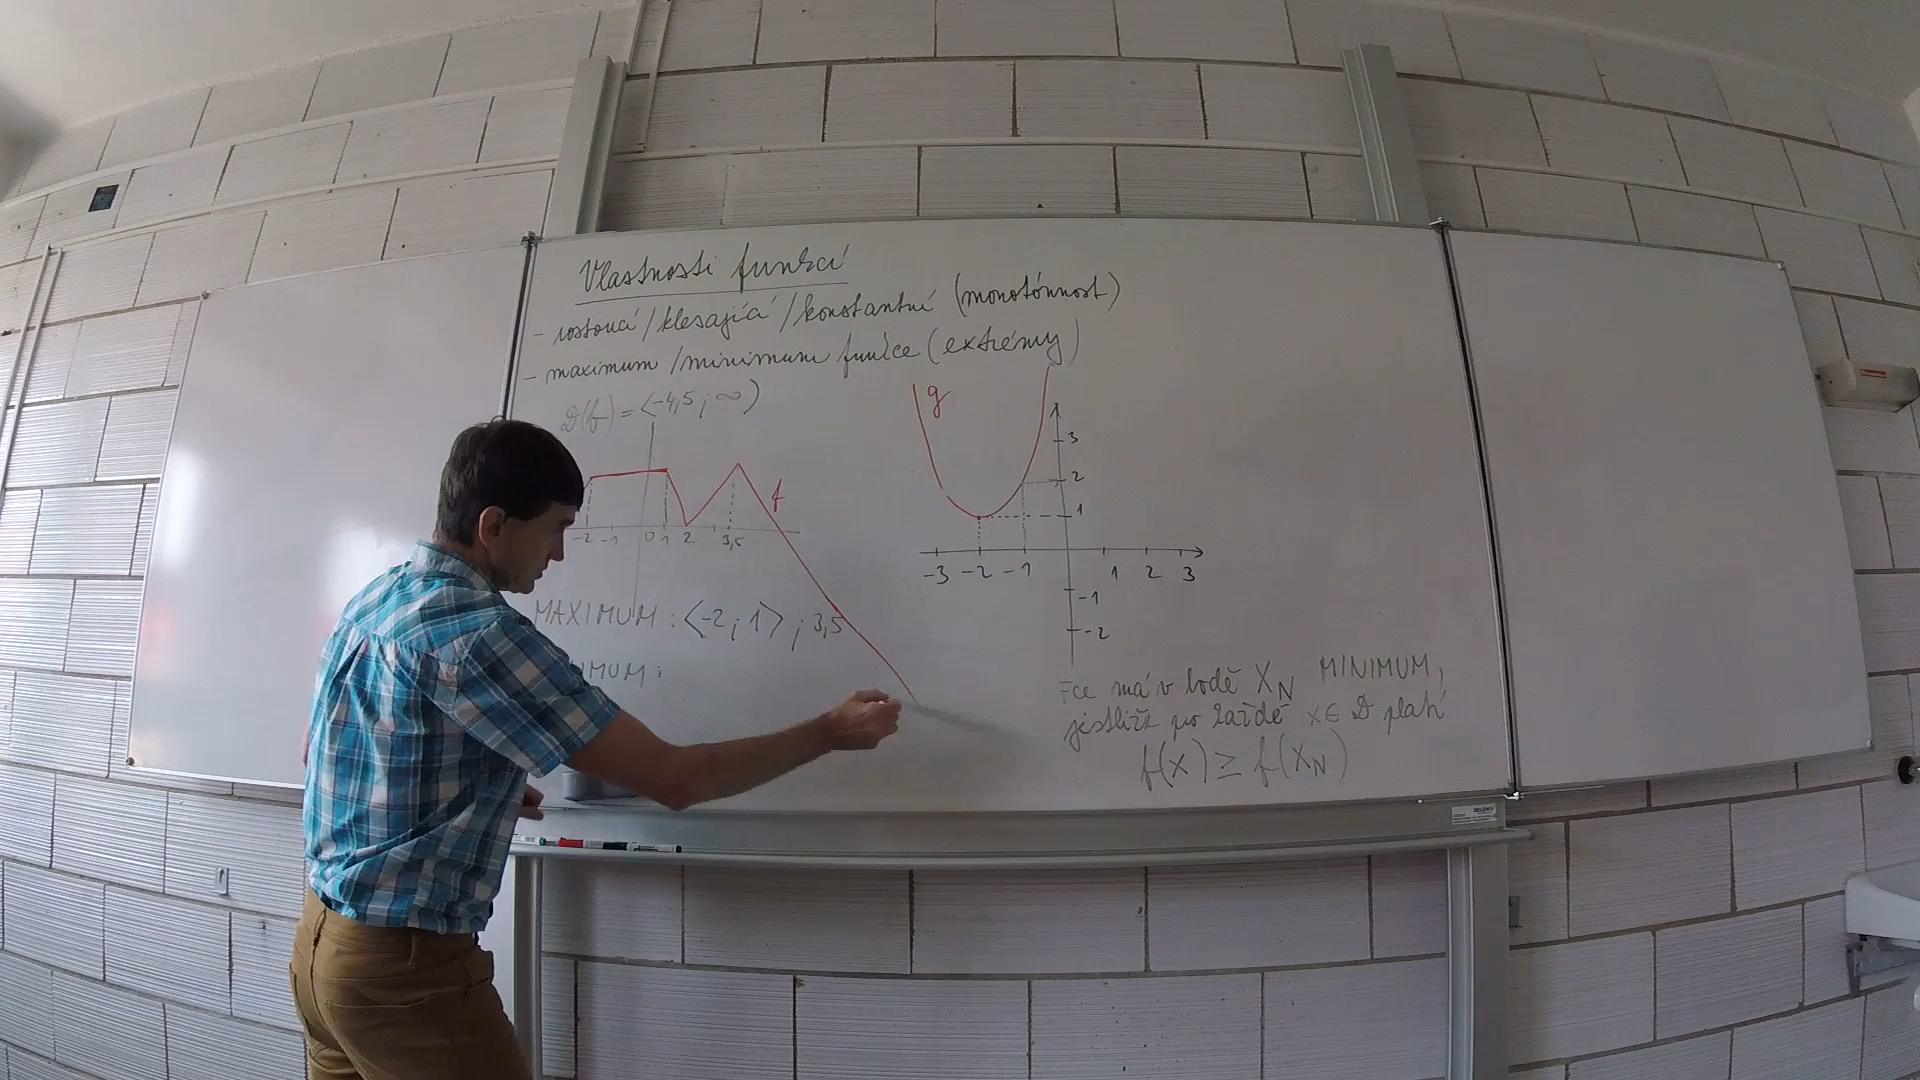 Vlastnosti funkcí
- rostoucí/klesající/konstantní (monotónnost)
- maximum/minimum funkce (extrémy)
D(f) = ⟨-4,5; ∞)
f
-2 -1 0 1 2 3,5
g
3
2
1
-3 -2 -1 1 2 3
-1
-2
MAXIMUM: ⟨-2; 1⟩; 3,5
IMUM:
Fce má v bodě X_N MINIMUM,
jestliže pro každé x ∈ D platí
f(x) ≥ f(X_N)